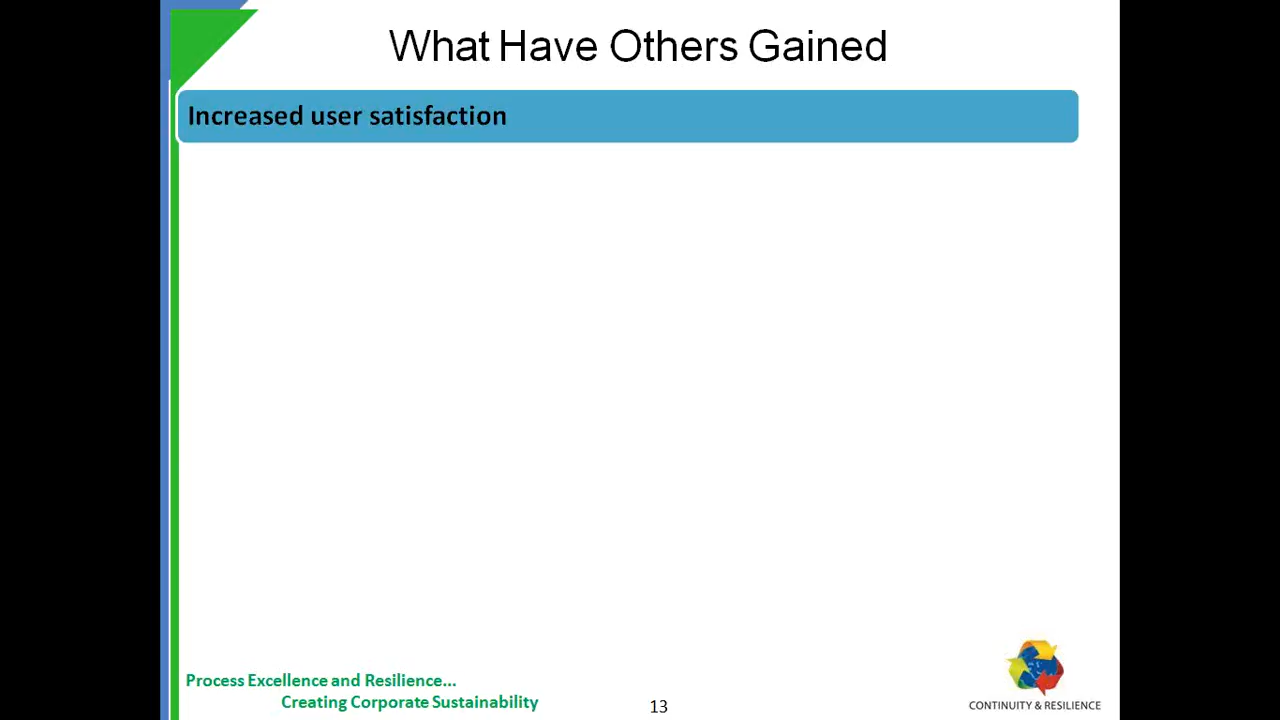 What Have Others Gained
Increased user satisfaction
Process Excellence and Resilience...
Creating Corporate Sustainability
13
CONTINUITY & RESILIENCE